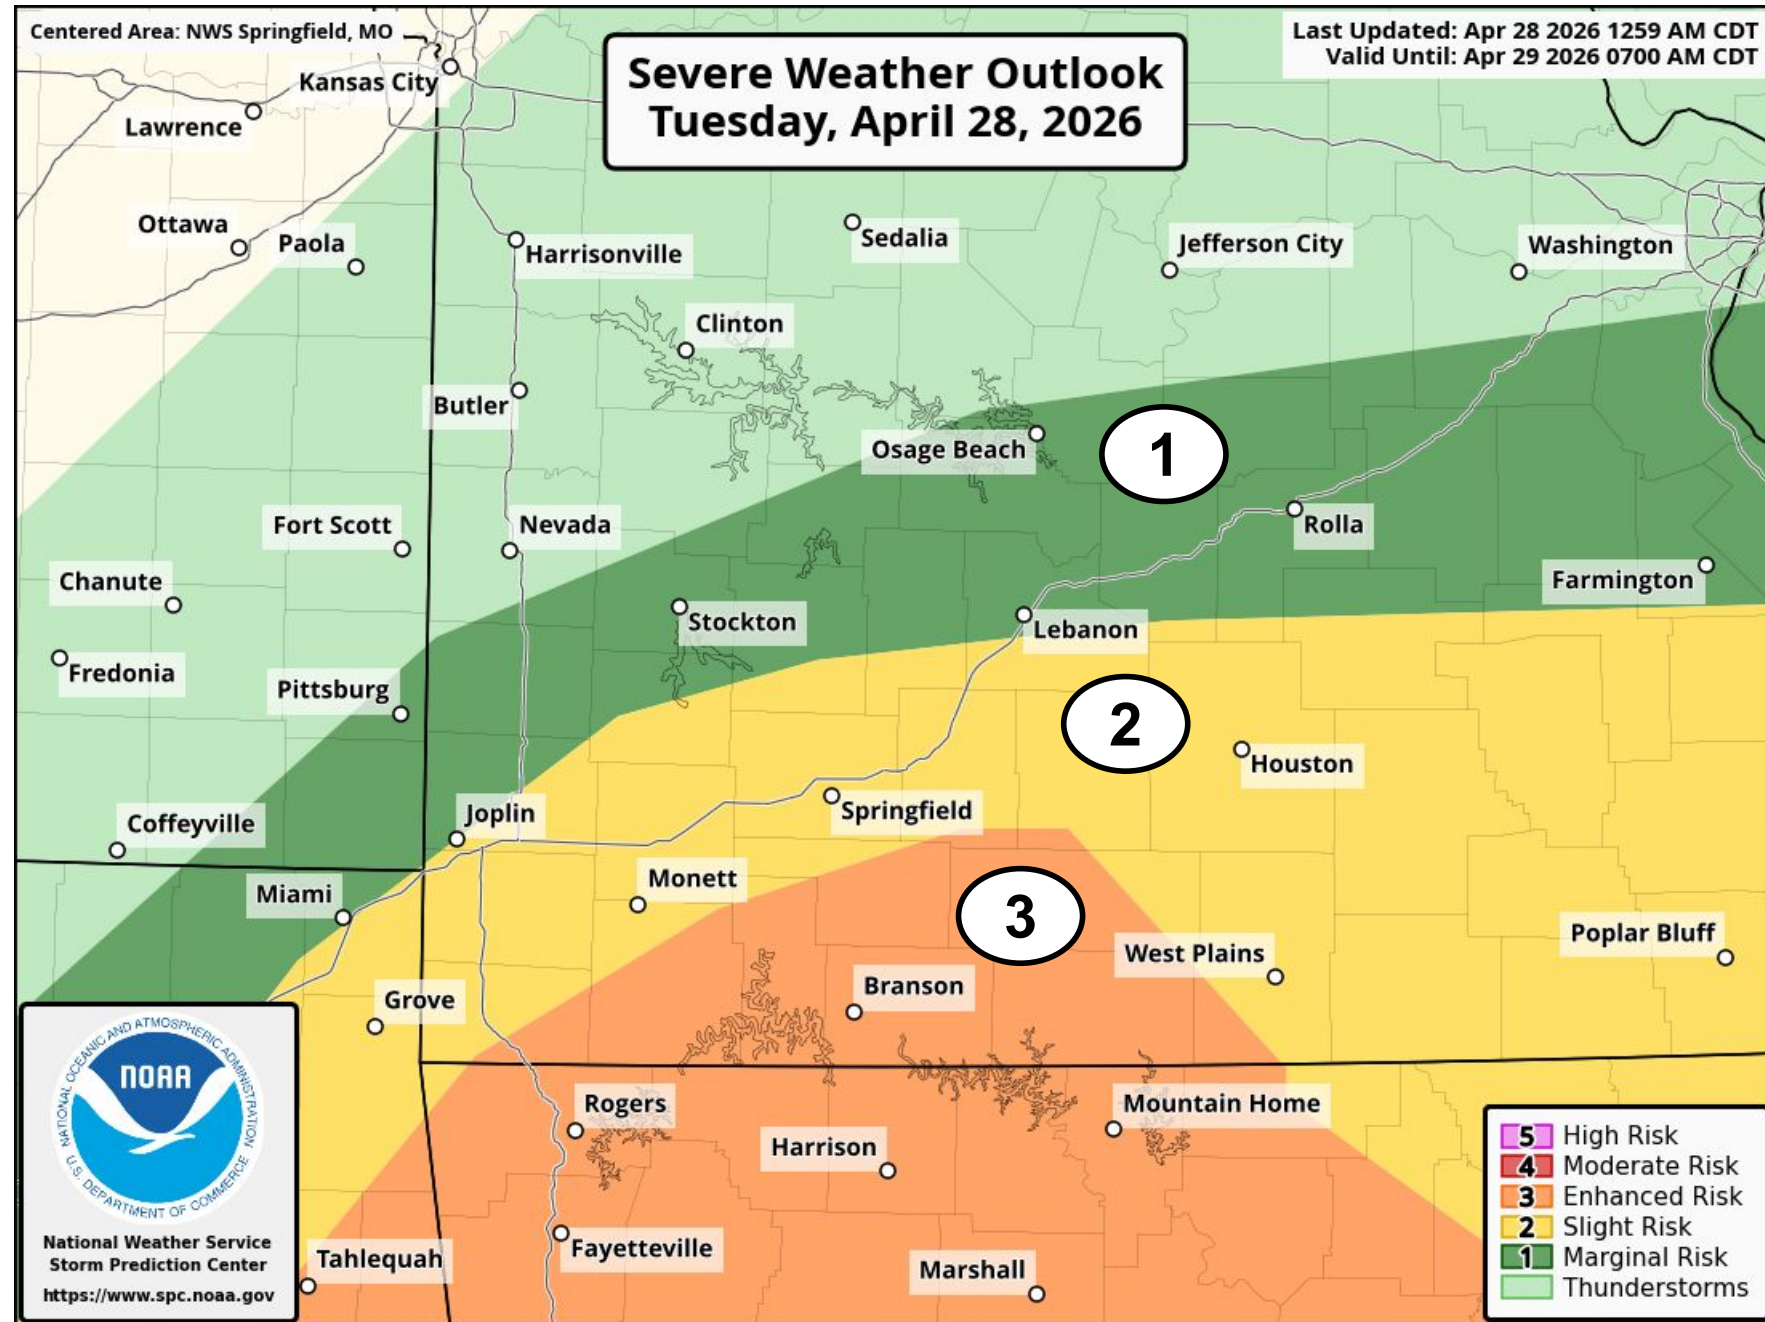 Centered Area: NWS Springfield, MO
Last Updated: Apr 28 2026 1259 AM CDT
Valid Until: Apr 29 2026 0700 AM CDT
Severe Weather Outlook
Tuesday, April 28, 2026
Kansas City
Lawrence
Ottawa
Paola
Harrisonville
Sedalia
Jefferson City
Washington
Clinton
Butler
Osage Beach
1
Fort Scott
Nevada
Rolla
Chanute
Farmington
Stockton
Lebanon
Fredonia
Pittsburg
2
Houston
Coffeyville
Joplin
Springfield
Miami
Monett
3
West Plains
Poplar Bluff
Grove
Branson
Rogers
Mountain Home
Harrison
Tahlequah
Fayetteville
Marshall
NATIONAL OCEANIC AND ATMOSPHERIC ADMINISTRATION
NOAA
U.S. DEPARTMENT OF COMMERCE
National Weather Service
Storm Prediction Center
https://www.spc.noaa.gov
5 High Risk
4 Moderate Risk
3 Enhanced Risk
2 Slight Risk
1 Marginal Risk
Thunderstorms